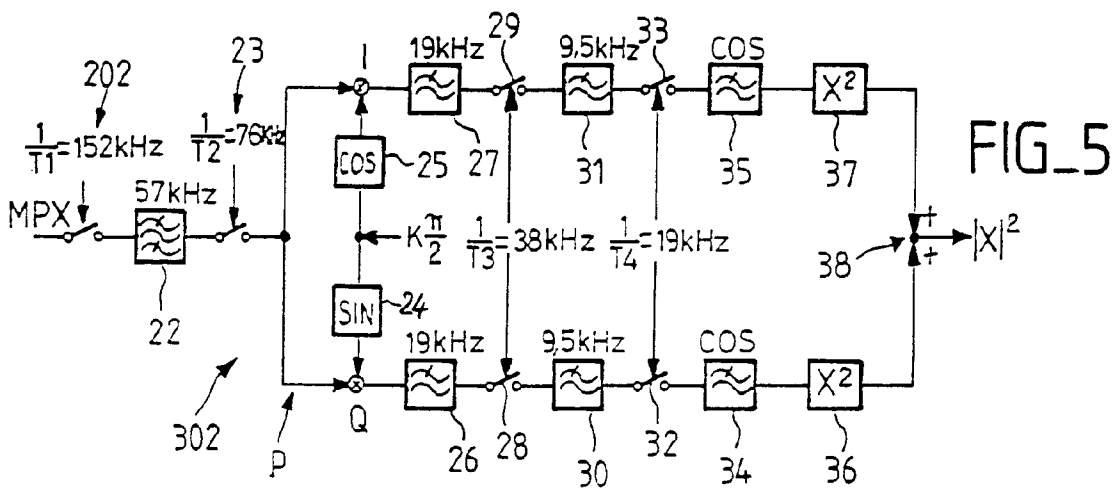 29
33
23
I
19kHz
9,5kHz
COS
202
X²
1/T1=152kHz
1/T2=76kHz
COS
25
27
31
35
37
FIG_5
57kHz
MPX
K π/2
1/T3=38kHz
1/T4=19kHz
38
+
+
|X|²
SIN
24
22
19kHz
9,5kHz
COS
X²
302
P
Q
26
28
30
32
34
36